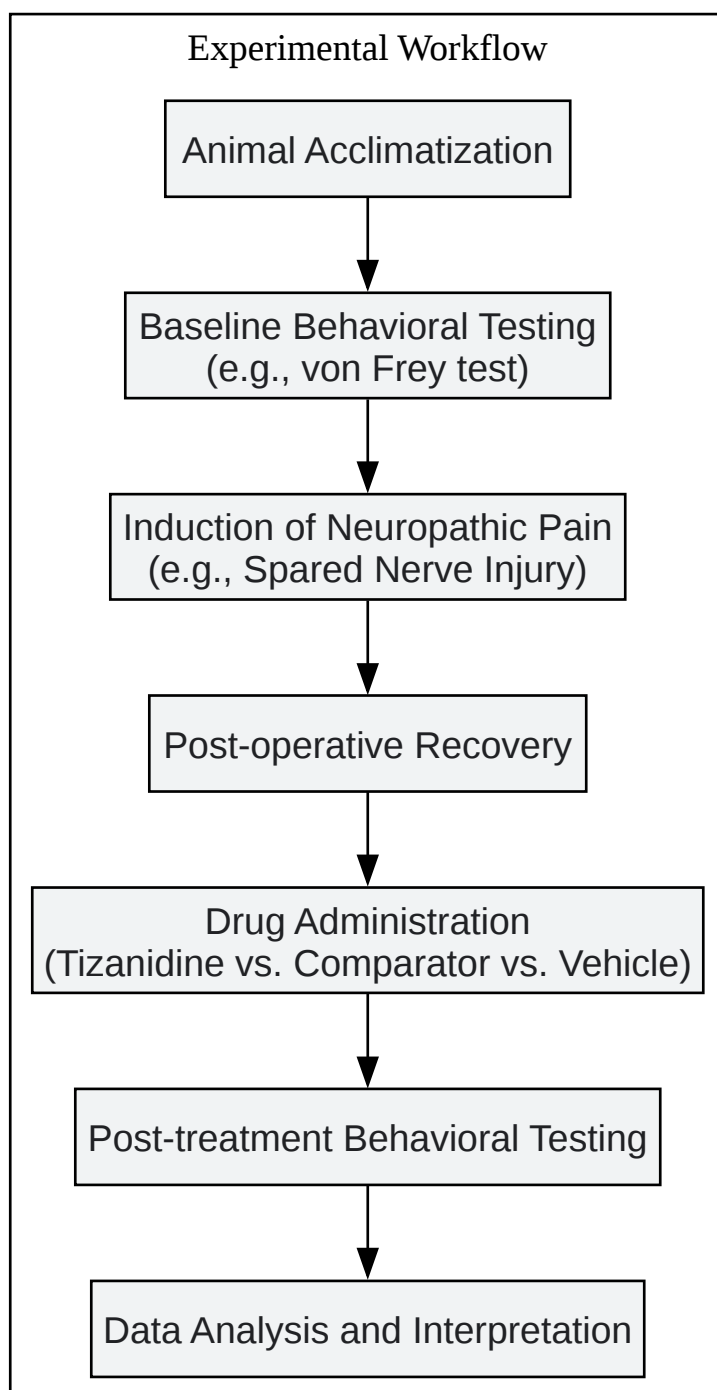 Experimental Workflow
Animal Acclimatization
Baseline Behavioral Testing
(e.g., von Frey test)
Induction of Neuropathic Pain
(e.g., Spared Nerve Injury)
Post-operative Recovery
Drug Administration
(Tizanidine vs. Comparator vs. Vehicle)
Post-treatment Behavioral Testing
Data Analysis and Interpretation